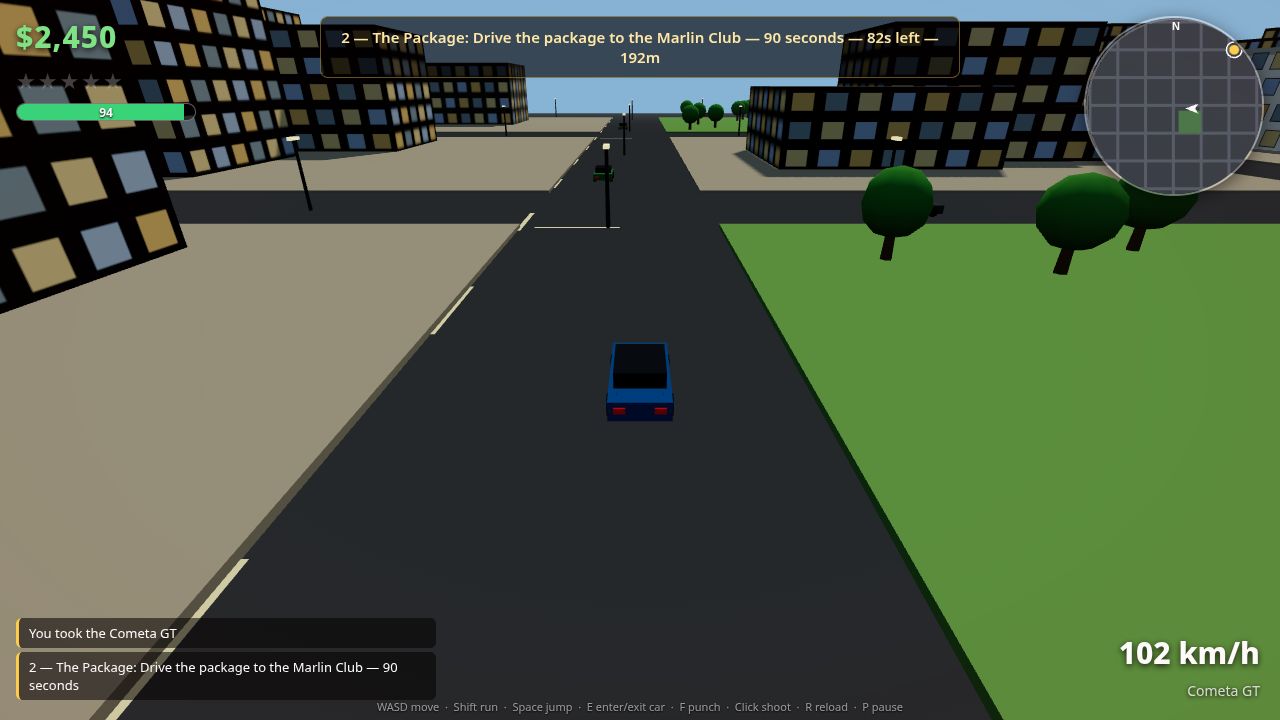 $2,450
★★★★★
94
2 — The Package: Drive the package to the Marlin Club — 90 seconds — 82s left —
192m
N
You took the Cometa GT
2 — The Package: Drive the package to the Marlin Club — 90
seconds
102 km/h
Cometa GT
WASD move · Shift run · Space jump · E enter/exit car · F punch · Click shoot · R reload · P pause